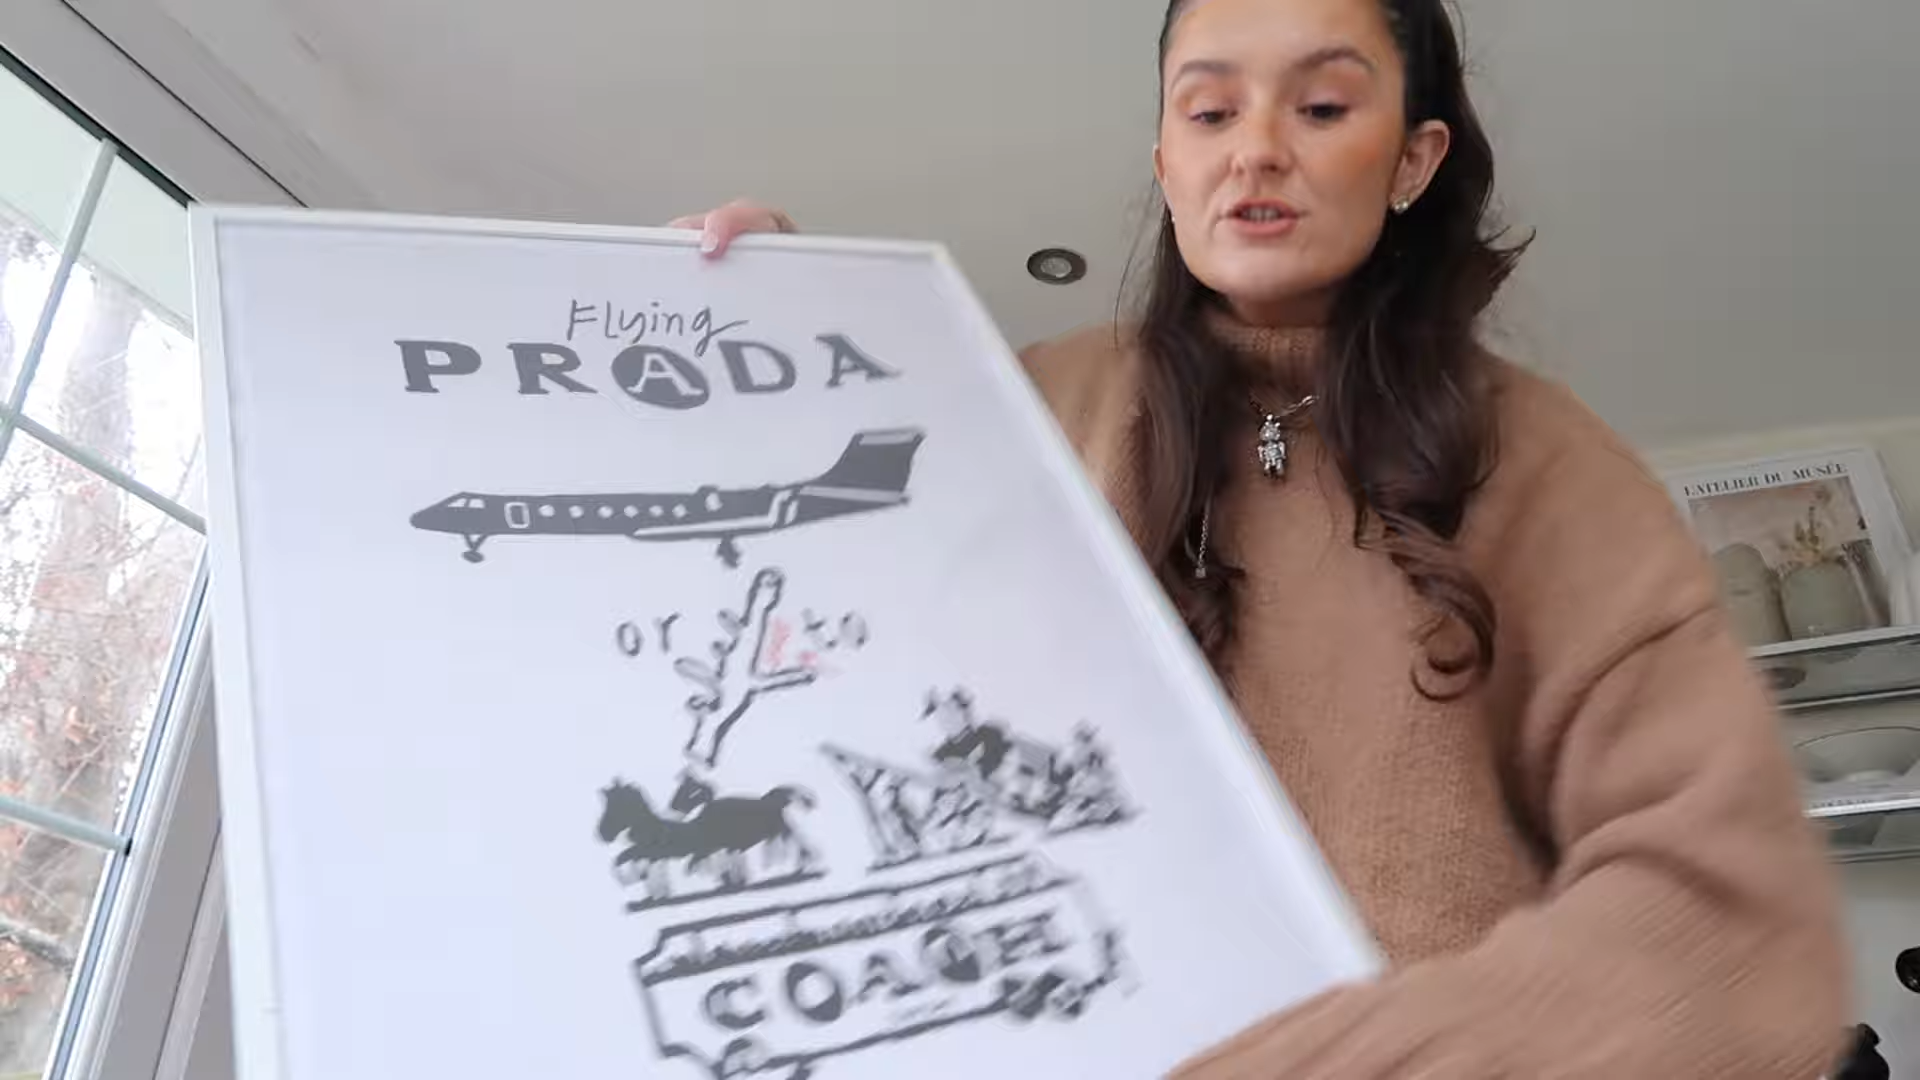 Flying
PRADA
or
to
COACH
L'ATELIER DU MUSÉE